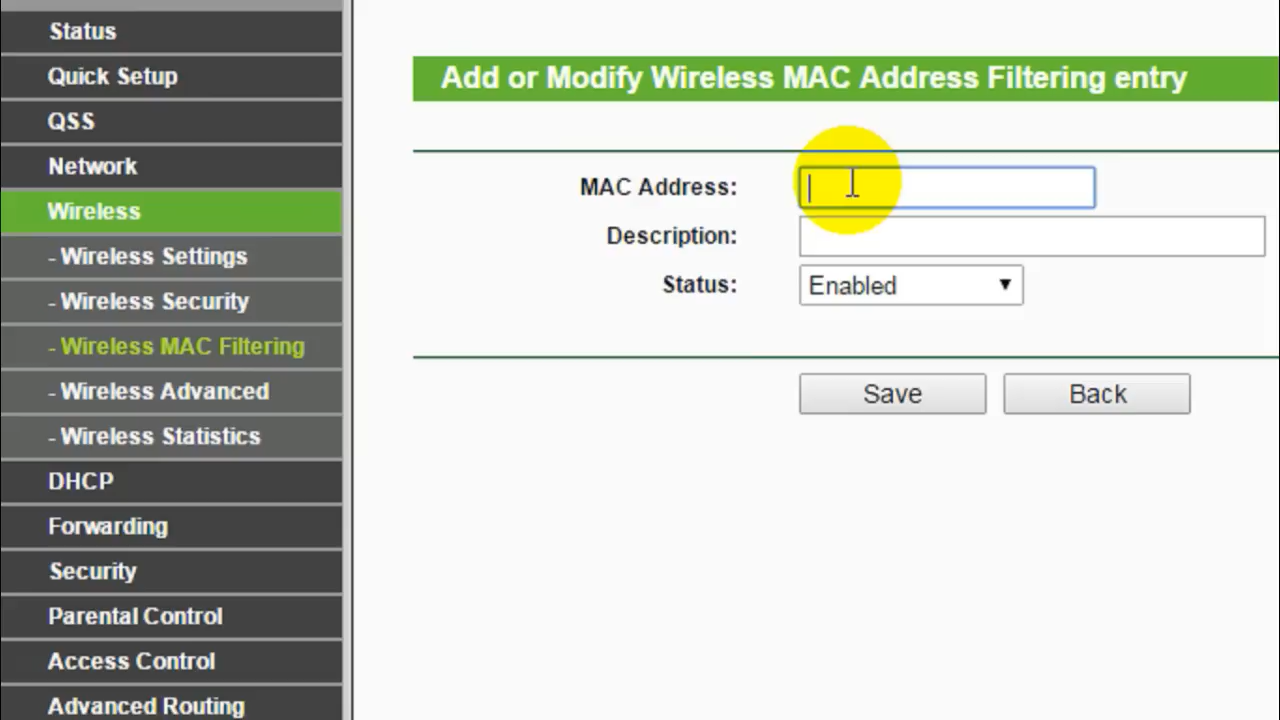 Status
Quick Setup
QSS
Network
Wireless
- Wireless Settings
- Wireless Security
- Wireless MAC Filtering
- Wireless Advanced
- Wireless Statistics
DHCP
Forwarding
Security
Parental Control
Access Control
Advanced Routing
Add or Modify Wireless MAC Address Filtering entry
MAC Address:
Description:
Status: Enabled
Save Back